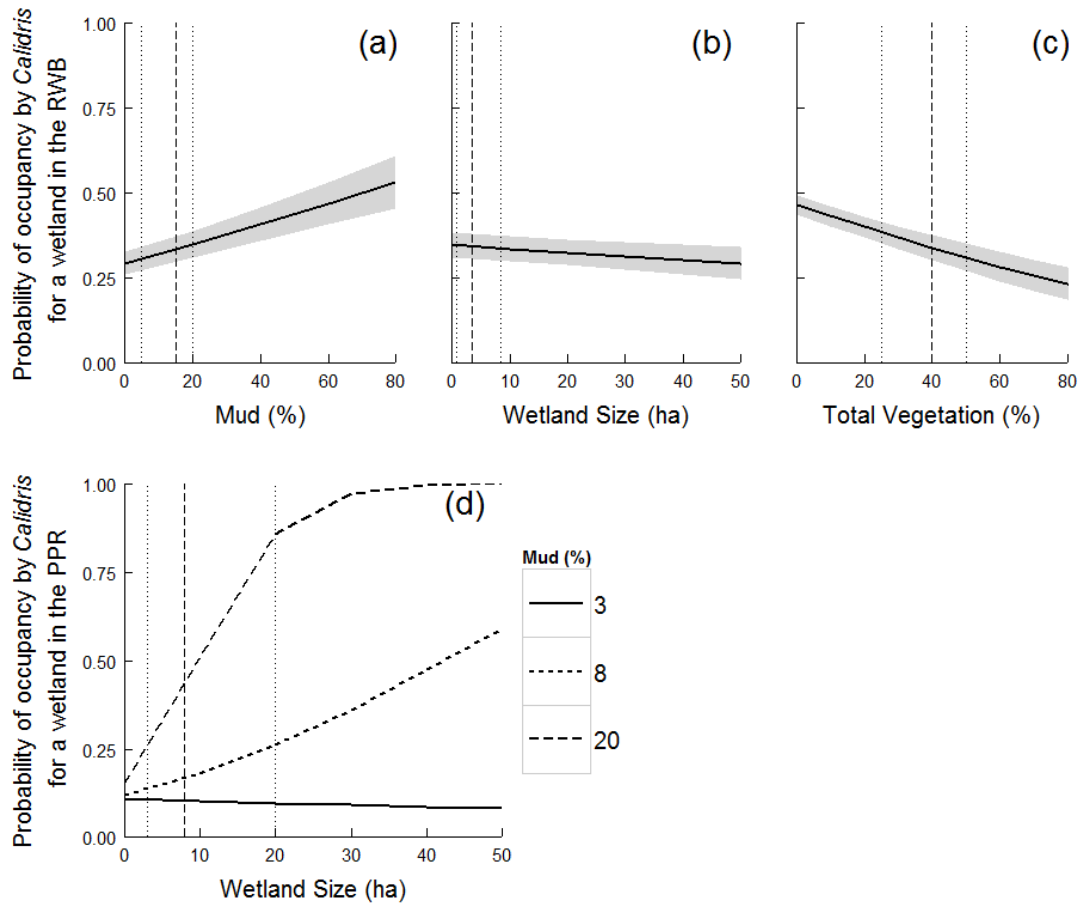 Probability of occupancy by Calidris
for a wetland in the RWB
1.00
0.75
0.50
0.25
0.00
(a)
0 20 40 60 80
Mud (%)
(b)
0 10 20 30 40 50
Wetland Size (ha)
(c)
0 20 40 60 80
Total Vegetation (%)
Probability of occupancy by Calidris
for a wetland in the PPR
1.00
0.75
0.50
0.25
0.00
(d)
0 10 20 30 40 50
Wetland Size (ha)
Mud (%)
3
8
20